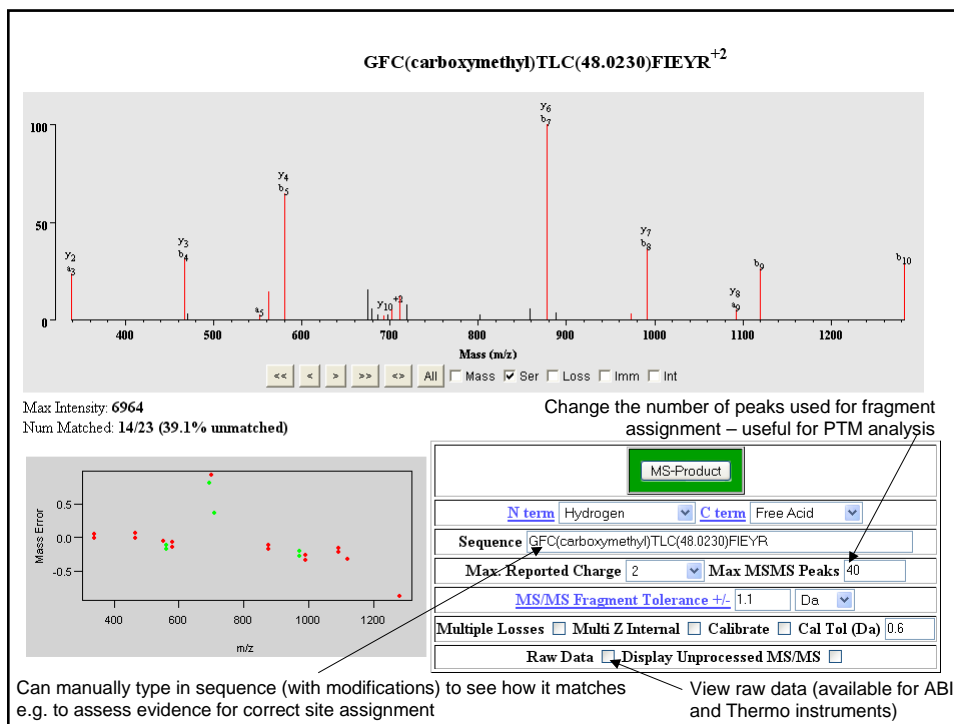 GFC(carboxymethyl)TLC(48.0230)FIEYR+2
100
50
0
y2
a3
y3
b4
y4
b5
a5
y10
+2
y6
b7
y7
b8
y8
a9
b9
b10
400 500 600 700 800 900 1000 1100 1200
Mass (m/z)
<< < > >> <> All Mass Ser Loss Imm Int
Max Intensity: 6964
Num Matched: 14/23 (39.1% unmatched)
Change the number of peaks used for fragment
assignment – useful for PTM analysis
Mass Error
0.5
0.0
-0.5
400 600 800 1000 1200
m/z
MS-Product
N term Hydrogen C term Free Acid
Sequence GFC(carboxymethyl)TLC(48.0230)FIEYR
Max. Reported Charge 2 Max MSMS Peaks 40
MS/MS Fragment Tolerance +/- 1.1 Da
Multiple Losses Multi Z Internal Calibrate Cal Tol (Da) 0.6
Raw Data Display Unprocessed MS/MS
Can manually type in sequence (with modifications) to see how it matches
e.g. to assess evidence for correct site assignment
View raw data (available for ABI
and Thermo instruments)